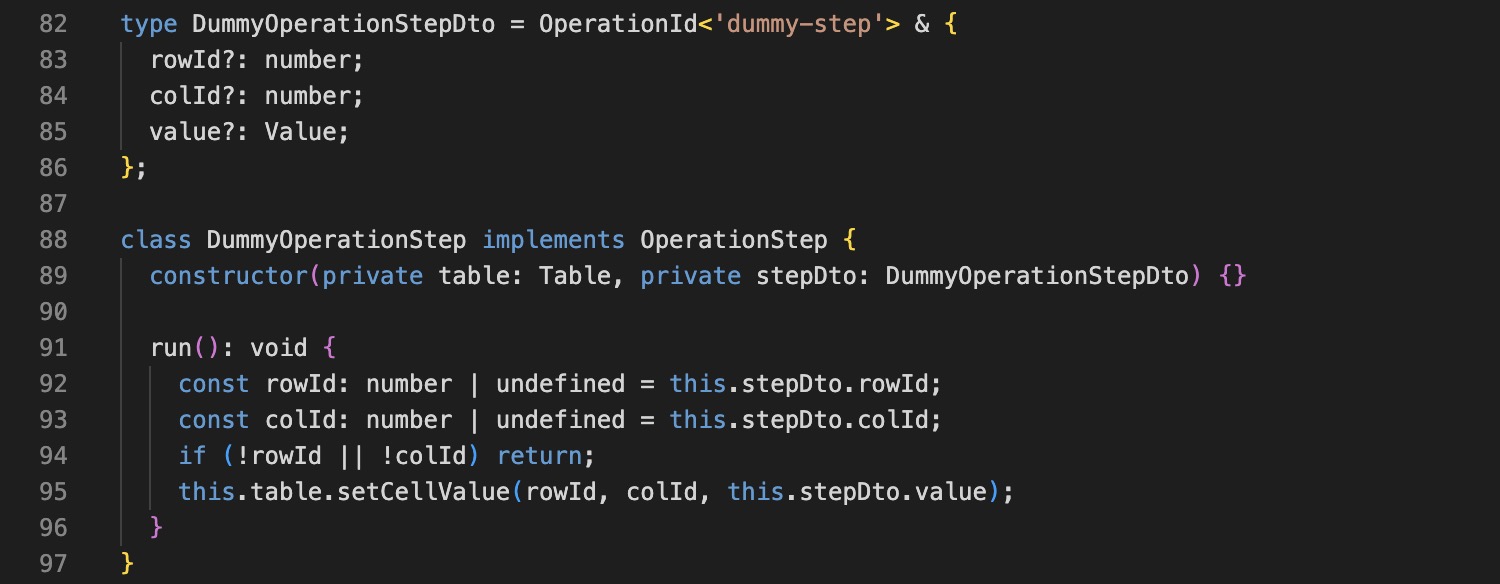 82 type DummyOperationStepDto = OperationId<'dummy-step'> & {
83   rowId?: number;
84   colId?: number;
85   value?: Value;
86 };
87
88 class DummyOperationStep implements OperationStep {
89   constructor(private table: Table, private stepDto: DummyOperationStepDto) {}
90
91   run(): void {
92     const rowId: number | undefined = this.stepDto.rowId;
93     const colId: number | undefined = this.stepDto.colId;
94     if (!rowId || !colId) return;
95     this.table.setCellValue(rowId, colId, this.stepDto.value);
96   }
97 }